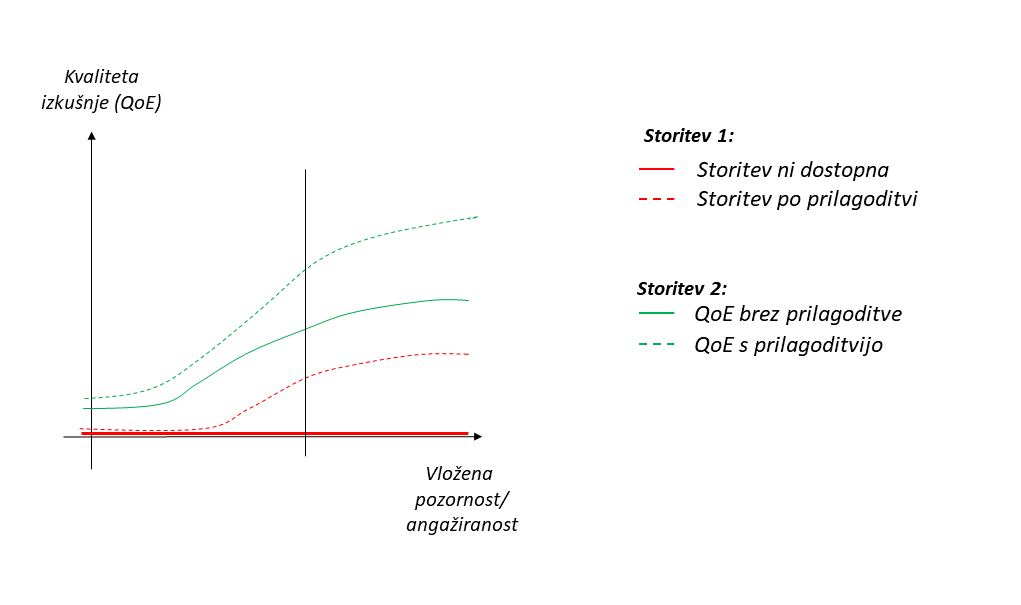 Kvaliteta
izkušnje (QoE)
Storitev 1:
Storitev ni dostopna
Storitev po prilagoditvi
Storitev 2:
QoE brez prilagoditve
QoE s prilagoditvijo
Vložena
pozornost/
angažiranost